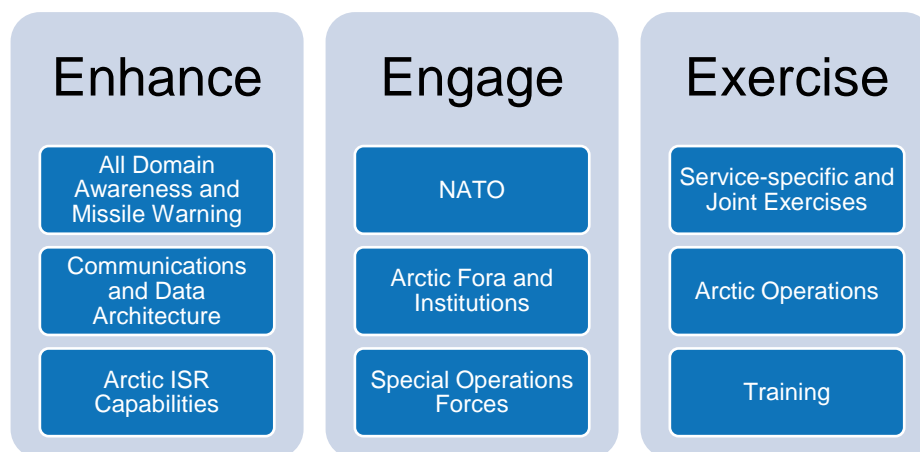 Enhance
All Domain
Awareness and
Missile Warning
Communications
and Data
Architecture
Arctic ISR
Capabilities
Engage
NATO
Arctic Fora and
Institutions
Special Operations
Forces
Exercise
Service-specific and
Joint Exercises
Arctic Operations
Training